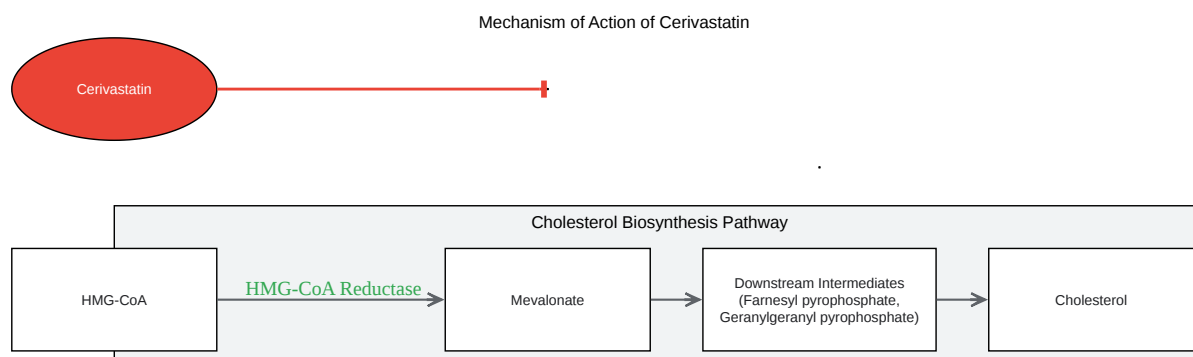 Mechanism of Action of Cerivastatin
Cerivastatin
Cholesterol Biosynthesis Pathway
HMG-CoA
HMG-CoA Reductase
Mevalonate
Downstream Intermediates
(Farnesyl pyrophosphate,
Geranylgeranyl pyrophosphate)
Cholesterol